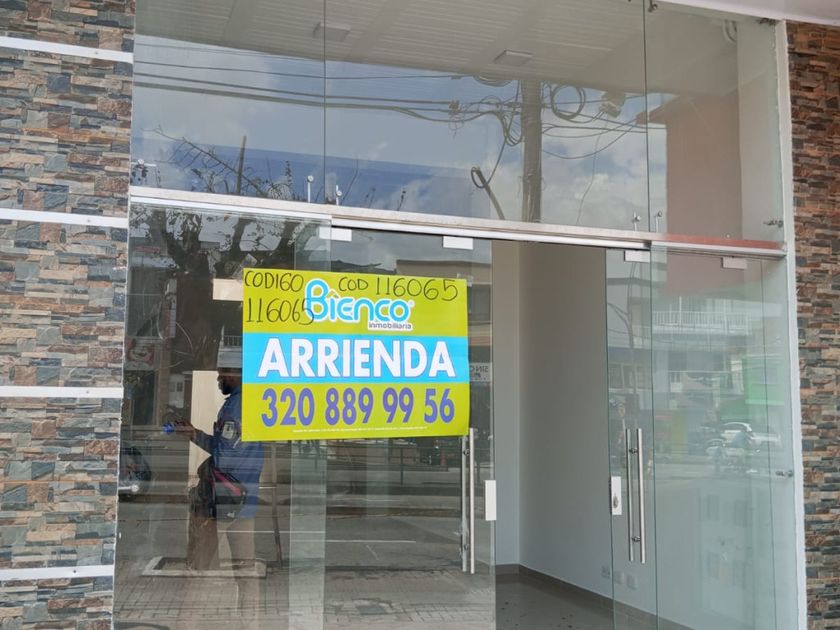 CODIGO COD 116065
116065 Bienco
inmobiliaria
ARRIENDA
320 889 99 56